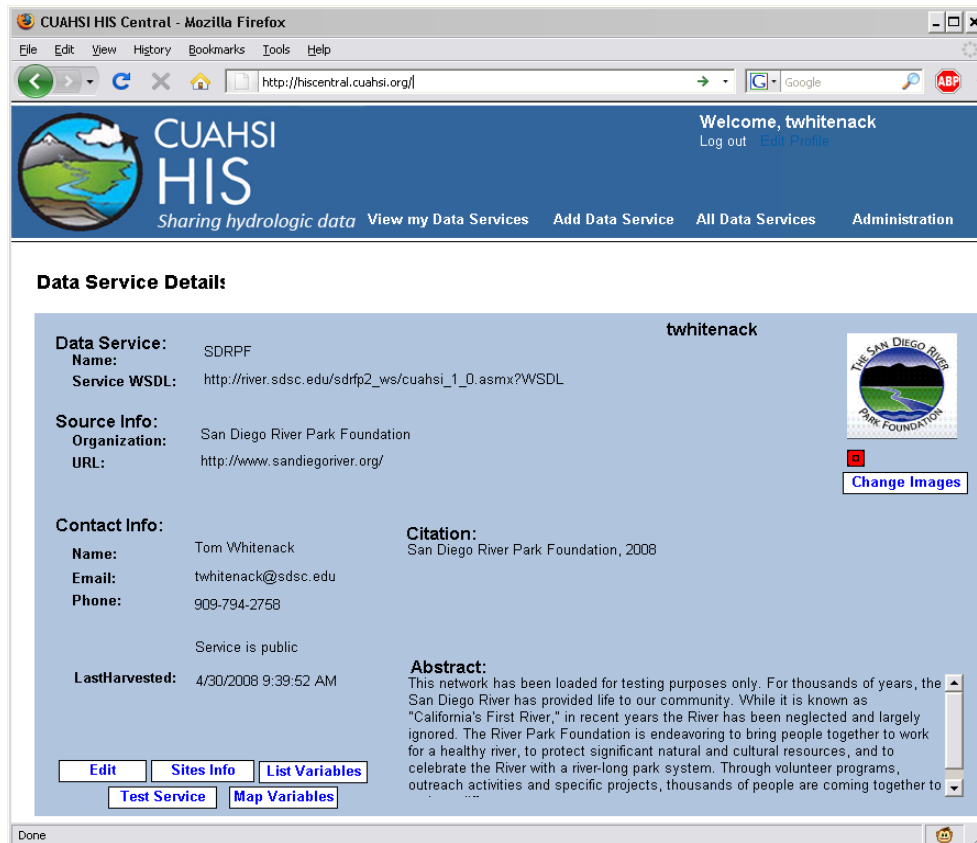 CUAHSI HIS Central - Mozilla Firefox
File Edit View History Bookmarks Tools Help
http://hiscentral.cuahsi.org/
G Google
ABP
CUAHSI
HIS
Sharing hydrologic data
Welcome, twhitenack
Log out Edit Profile
View my Data Services Add Data Service All Data Services Administration
Data Service Details
twhitenack
Data Service:
Name: SDRPF
Service WSDL: http://river.sdsc.edu/sdrfp2_ws/cuahsi_1_0.asmx?WSDL
THE SAN DIEGO RIVER
PARK FOUNDATION
Source Info:
Organization: San Diego River Park Foundation
URL: http://www.sandiegoriver.org/
Change Images
Contact Info:
Name: Tom Whitenack
Email: twhitenack@sdsc.edu
Phone: 909-794-2758
Service is public
LastHarvested: 4/30/2008 9:39:52 AM
Citation:
San Diego River Park Foundation, 2008
Abstract:
This network has been loaded for testing purposes only. For thousands of years, the
San Diego River has provided life to our community. While it is known as
"California's First River," in recent years the River has been neglected and largely
ignored. The River Park Foundation is endeavoring to bring people together to work
for a healthy river, to protect significant natural and cultural resources, and to
celebrate the River with a river-long park system. Through volunteer programs,
outreach activities and specific projects, thousands of people are coming together to
Edit Sites Info List Variables
Test Service Map Variables
Done